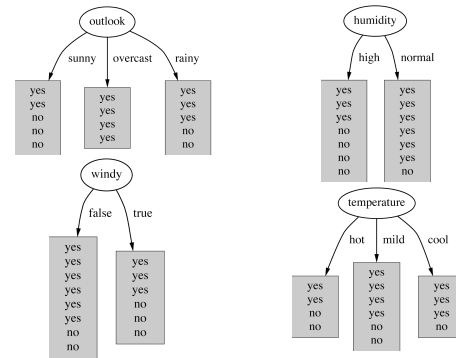 outlook
sunny overcast rainy
yes yes yes
yes yes yes
no yes yes
no yes no
no no
humidity
high normal
yes yes
yes yes
yes yes
no yes
no yes
no yes
no no
windy
false true
yes yes
yes yes
yes yes
yes no
yes no
yes no
no
no
temperature
hot mild cool
yes yes yes
yes yes yes
no yes yes
no yes no
no
no